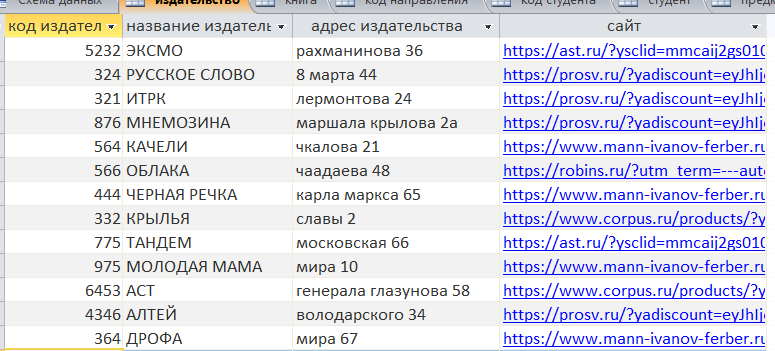 Схема данных издательство книга код направления код студента студент предм
код издател название издатель адрес издательства сайт
5232 ЭКСМО рахманинова 36 https://ast.ru/?ysclid=mmcaij2gs010
324 РУССКОЕ СЛОВО 8 марта 44 https://prosv.ru/?yadiscount=eyJhIjo
321 ИТРК лермонтова 24 https://prosv.ru/?yadiscount=eyJhIjo
876 МНЕМОЗИНА маршала крылова 2а https://prosv.ru/?yadiscount=eyJhIjo
564 КАЧЕЛИ чкалова 21 https://www.mann-ivanov-ferber.ru
566 ОБЛАКА чаадаева 48 https://robins.ru/?utm_term=---auto
444 ЧЕРНАЯ РЕЧКА карла маркса 65 https://www.mann-ivanov-ferber.ru
332 КРЫЛЬЯ славы 2 https://www.corpus.ru/products/?y
775 ТАНДЕМ московская 66 https://ast.ru/?ysclid=mmcaij2gs010
975 МОЛОДАЯ МАМА мира 10 https://www.mann-ivanov-ferber.ru
6453 АСТ генерала глазунова 58 https://www.corpus.ru/products/?y
4346 АЛТЕЙ володарского 34 https://prosv.ru/?yadiscount=eyJhIjo
364 ДРОФА мира 67 https://www.mann-ivanov-ferber.ru